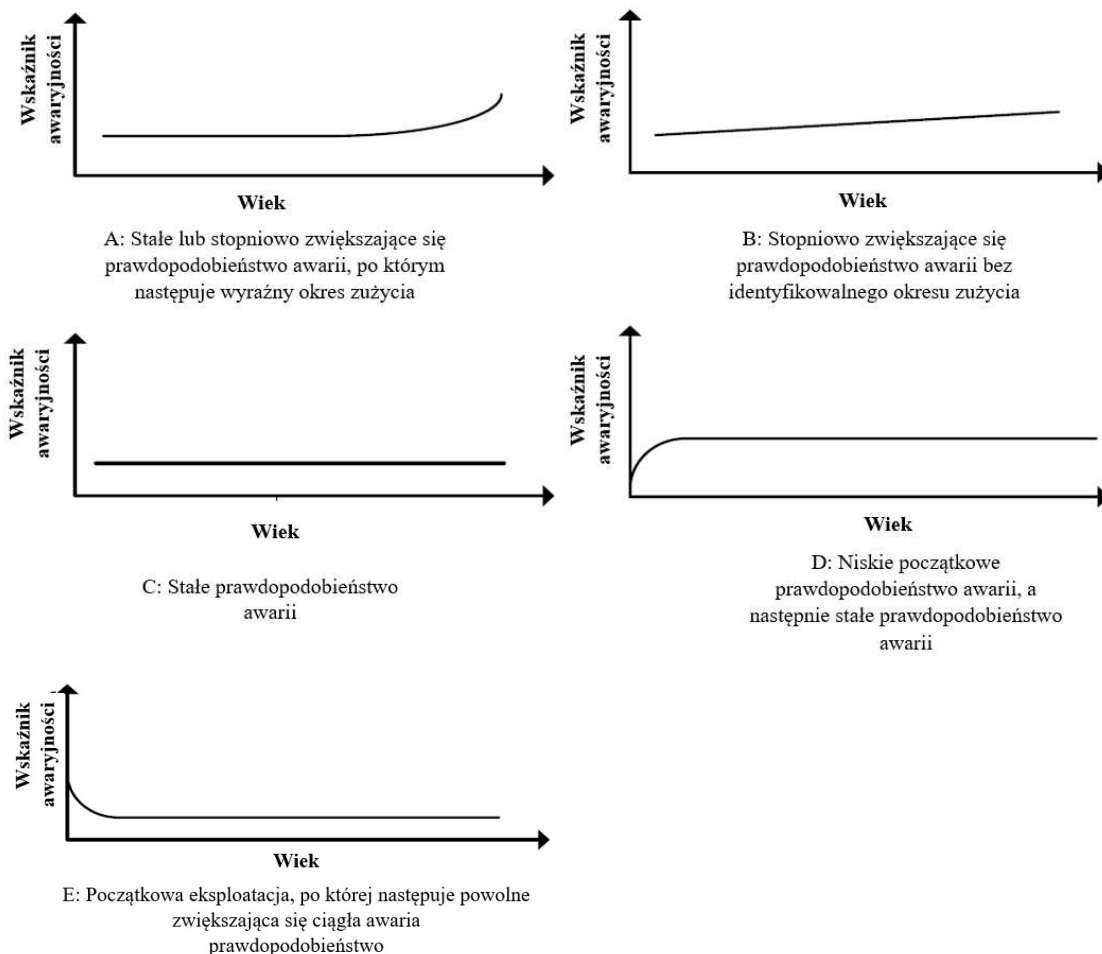 Wskaźnik
awaryjności
Wiek
A: Stałe lub stopniowo zwiększające się
prawdopodobieństwo awarii, po którym
następuje wyraźny okres zużycia
Wskaźnik
awaryjności
Wiek
B: Stopniowo zwiększające się
prawdopodobieństwo awarii bez
identyfikowalnego okresu zużycia
Wskaźnik
awaryjności
Wiek
C: Stałe prawdopodobieństwo
awarii
Wskaźnik
awaryjności
Wiek
D: Niskie początkowe
prawdopodobieństwo awarii, a
następnie stałe prawdopodobieństwo
awarii
Wskaźnik
awaryjności
Wiek
E: Początkowa eksploatacja, po której następuje powolne
zwiększająca się ciągła awaria
prawdopodobieństwo